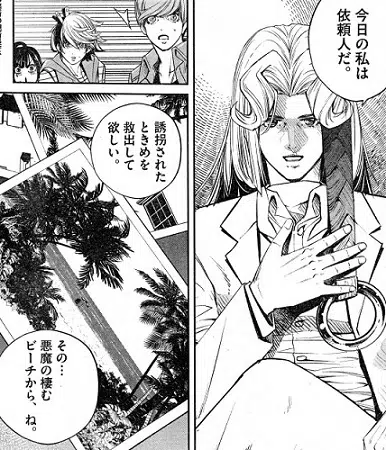 今日の私は
依頼人だ。
誘拐された
ときめを
救出して
欲しい。
その…
悪魔の棲む
ビーチから、ね。